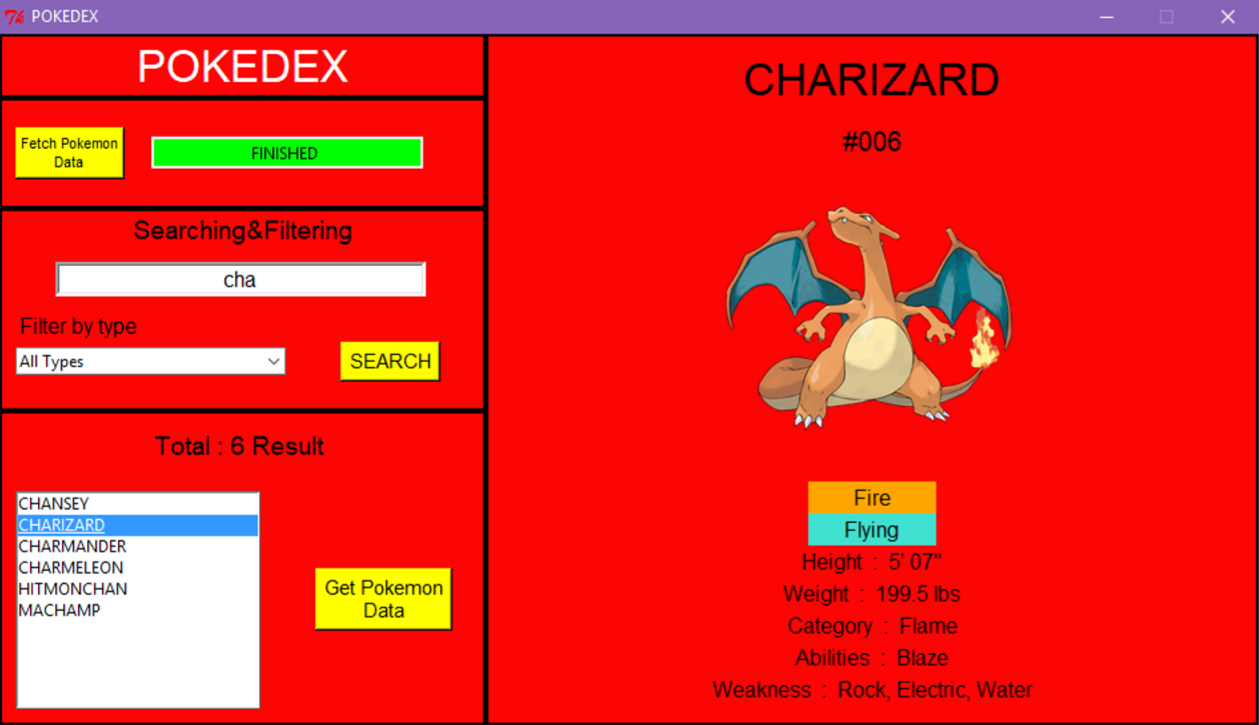 POKEDEX
POKEDEX
Fetch Pokemon
Data
FINISHED
Searching&Filtering
cha
Filter by type
All Types
SEARCH
Total : 6 Result
CHANSEY
CHARIZARD
CHARMANDER
CHARMELEON
HITMONCHAN
MACHAMP
Get Pokemon
Data
CHARIZARD
#006
Fire
Flying
Height : 5' 07"
Weight : 199.5 lbs
Category : Flame
Abilities : Blaze
Weakness : Rock, Electric, Water